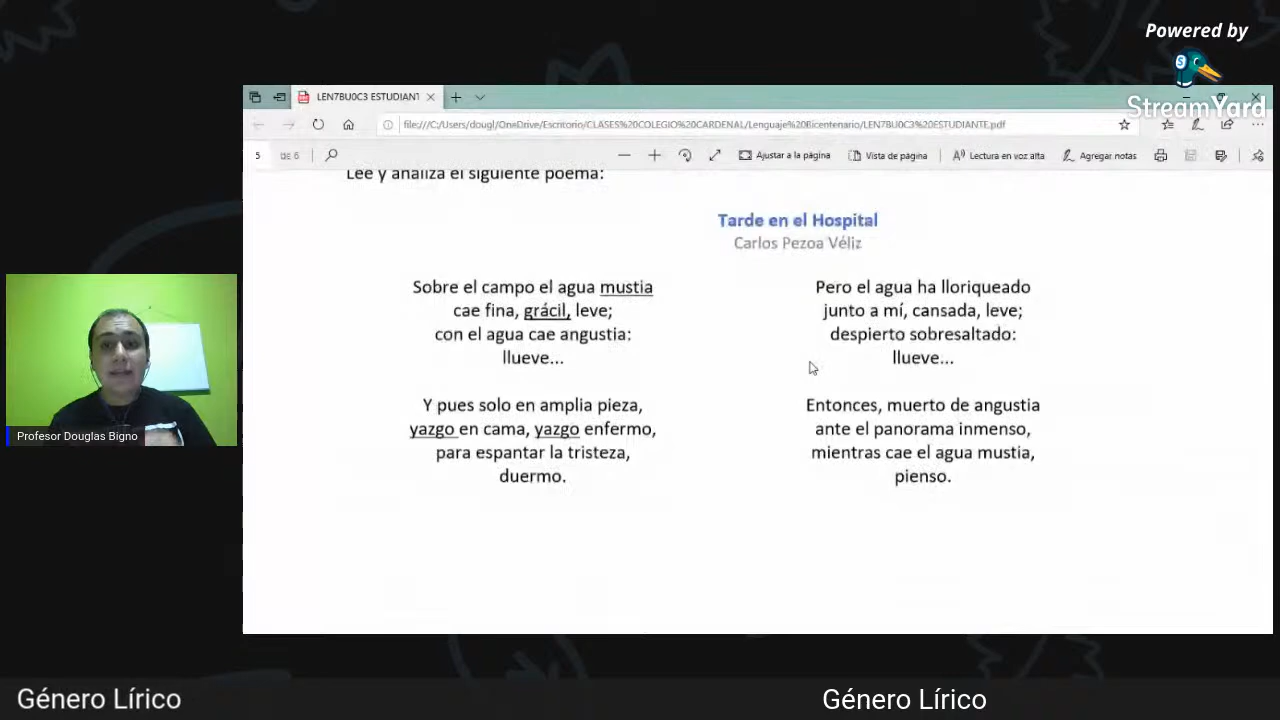 Powered by
StreamYard
LEN7BU0C3 ESTUDIANT
file:///C:/Users/dougl/OneDrive/Escritorio/CLASES%20COLEGIO%20CARDENAL/Lenguaje%20Bicentenario/LEN7BU0C3%20ESTUDIANTE.pdf
5 de 6 Ajustar a la página Vista de página Lectura en voz alta Agregar notas
Lee y analiza el siguiente poema:
Tarde en el Hospital
Carlos Pezoa Véliz
Sobre el campo el agua mustia
cae fina, grácil, leve;
con el agua cae angustia:
llueve...
Y pues solo en amplia pieza,
yazgo en cama, yazgo enfermo,
para espantar la tristeza,
duermo.
Pero el agua ha lloriqueado
junto a mí, cansada, leve;
despierto sobresaltado:
llueve...
Entonces, muerto de angustia
ante el panorama inmenso,
mientras cae el agua mustia,
pienso.
Profesor Douglas Bigno
Género Lírico
Género Lírico